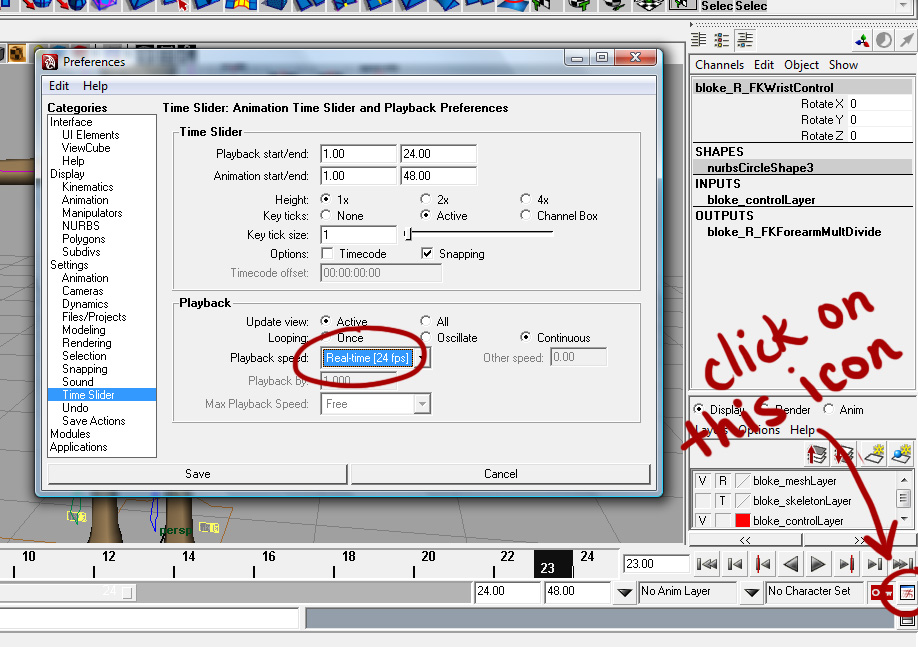 Selec Selec
Preferences
Edit Help
Categories
Interface
UI Elements
ViewCube
Help
Display
Kinematics
Animation
Manipulators
NURBS
Polygons
Subdivs
Settings
Animation
Cameras
Dynamics
Files/Projects
Modeling
Rendering
Selection
Snapping
Sound
Time Slider
Undo
Save Actions
Modules
Applications
Time Slider: Animation Time Slider and Playback Preferences
Time Slider
Playback start/end: 1.00 24.00
Animation start/end: 1.00 48.00
Height: 1x 2x 4x
Key ticks: None Active Channel Box
Key tick size: 1
Options: Timecode Snapping
Timecode offset: 00:00:00:00
Playback
Update view: Active All
Looping: Once Oscillate Continuous
Playback speed: Real-time [24 fps] Other speed: 0.00
Playback by: 1.000
Max Playback Speed: Free
Save Cancel
Channels Edit Object Show
bloke_R_FKWristControl
Rotate X 0
Rotate Y 0
Rotate Z 0
SHAPES
nurbsCircleShape3
INPUTS
bloke_controlLayer
OUTPUTS
bloke_R_FKForearmMultDivide
click on
this icon
Display Render Anim
Layers Options Help
V R bloke_meshLayer
T bloke_skeletonLayer
V bloke_controlLayer
<< >>
persp
10 12 14 16 18 20 22 23 24
23.00
24 24.00 48.00 No Anim Layer No Character Set